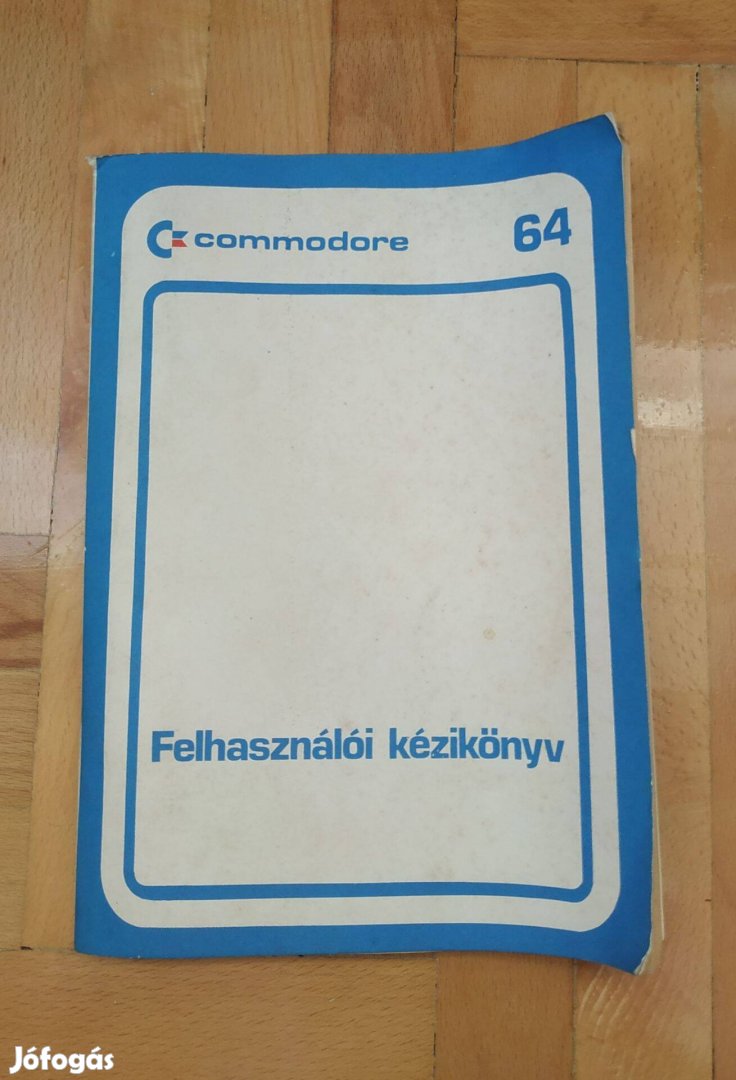 commodore 64
Felhasználói kézikönyv
Jófogás